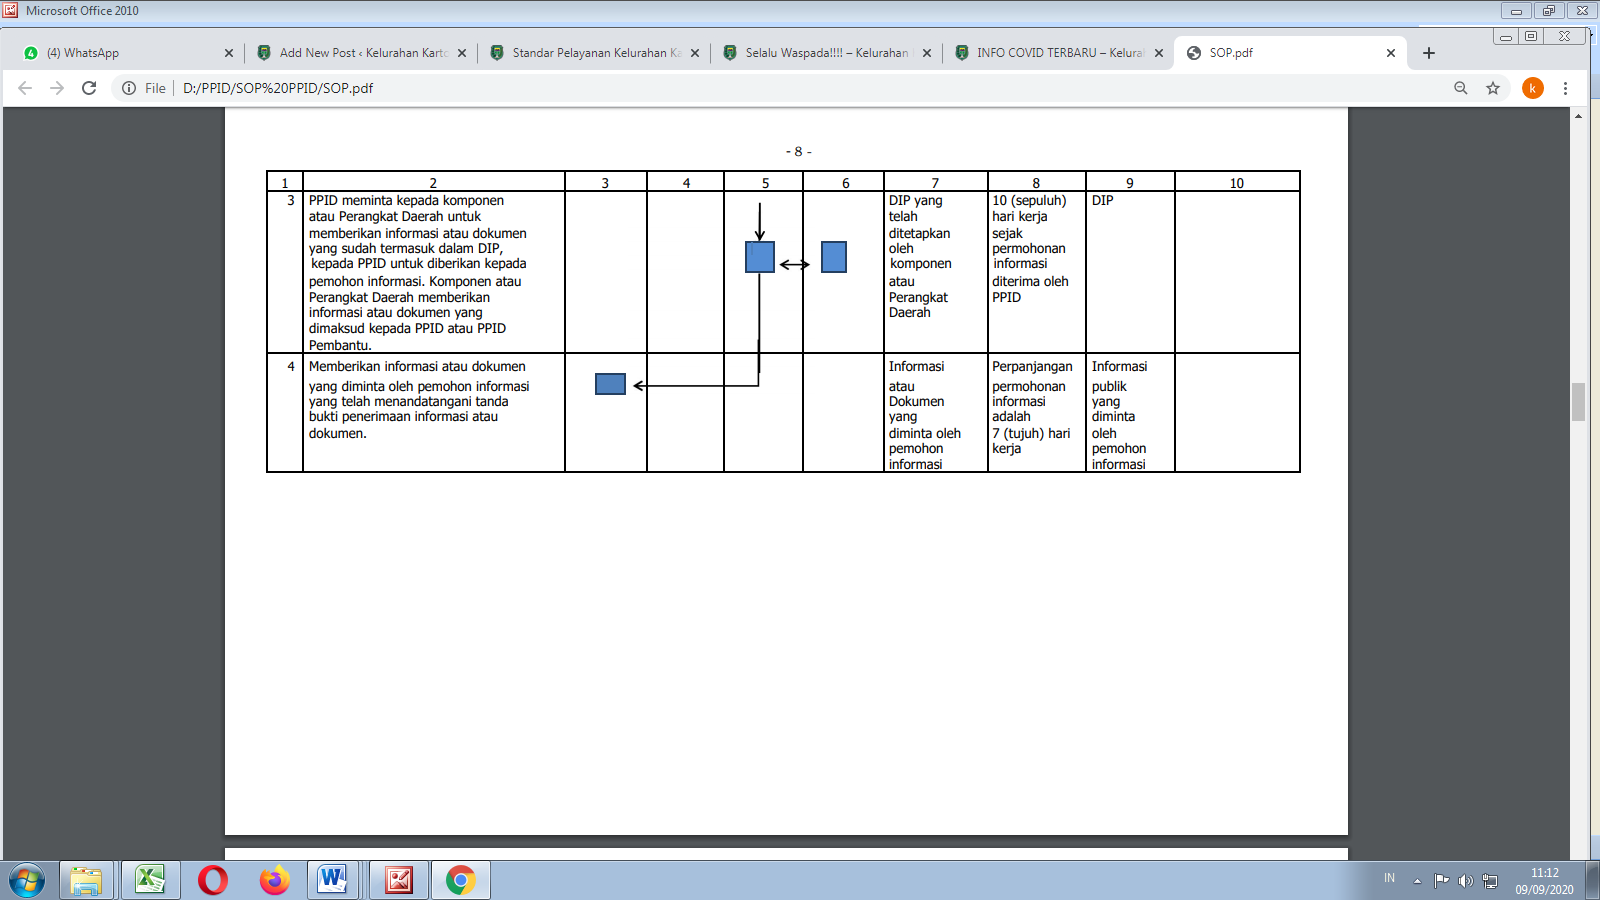 Microsoft Office 2010
(4) WhatsApp
Add New Post ‹ Kelurahan Karto
Standar Pelayanan Kelurahan Ka
Selalu Waspada!!!! – Kelurahan
INFO COVID TERBARU – Kelurah
SOP.pdf
File
D:/PPID/SOP%20PPID/SOP.pdf
k
- 8 -
1 2 3 4 5 6 7 8 9 10
3
PPID meminta kepada komponen
atau Perangkat Daerah untuk
memberikan informasi atau dokumen
yang sudah termasuk dalam DIP,
kepada PPID untuk diberikan kepada
pemohon informasi. Komponen atau
Perangkat Daerah memberikan
informasi atau dokumen yang
dimaksud kepada PPID atau PPID
Pembantu.
DIP yang
telah
ditetapkan
oleh
komponen
atau
Perangkat
Daerah
10 (sepuluh)
hari kerja
sejak
permohonan
informasi
diterima oleh
PPID
DIP
4
Memberikan informasi atau dokumen
yang diminta oleh pemohon informasi
yang telah menandatangani tanda
bukti penerimaan informasi atau
dokumen.
Informasi
atau
Dokumen
yang
diminta oleh
pemohon
informasi
Perpanjangan
permohonan
informasi
adalah
7 (tujuh) hari
kerja
Informasi
publik
yang
diminta
oleh
pemohon
informasi
IN
11:12
09/09/2020